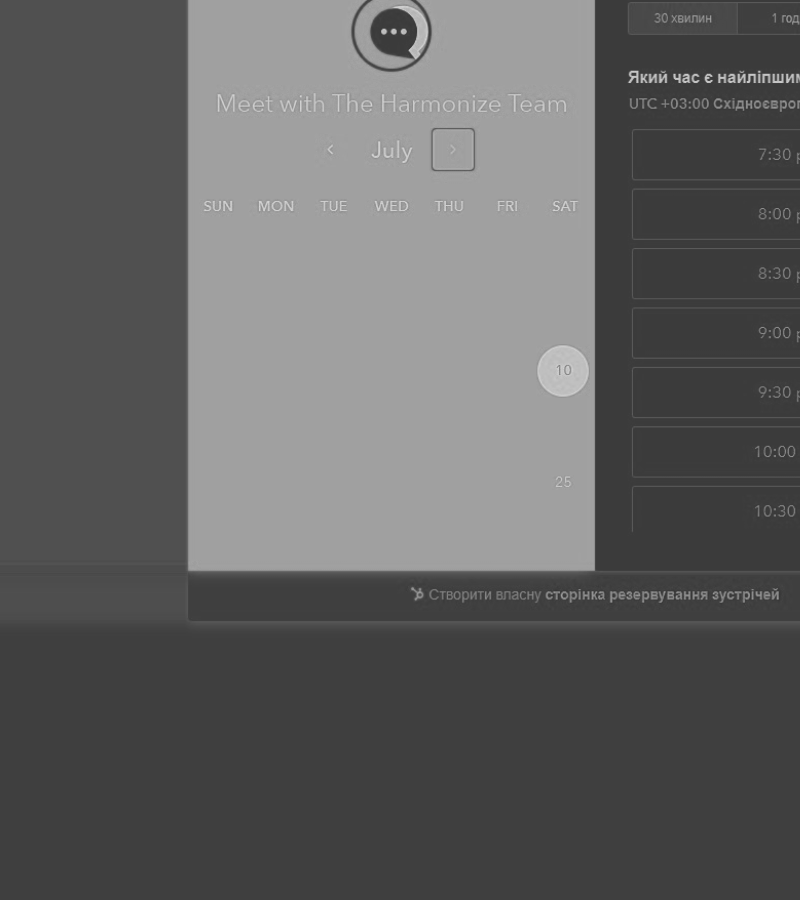 Meet with The Harmonize Team
July
SUN MON TUE WED THU FRI SAT
10
25
30 хвилин 1 год
Який час є найліпшим
UTC +03:00 Східноєвроп
7:30
8:00
8:30
9:00
9:30
10:00
10:30
Створити власну сторінка резервування зустрічей